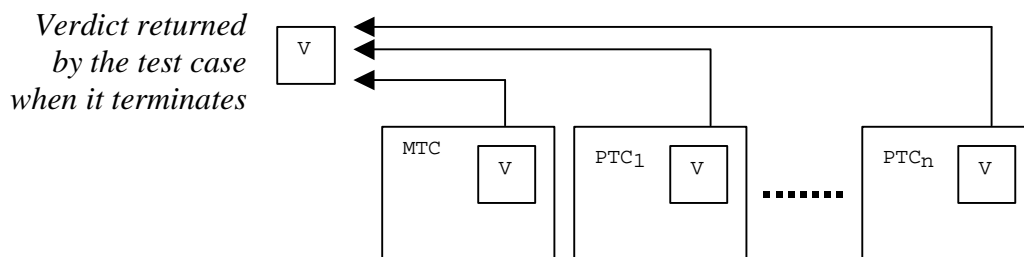 Verdict returned
by the test case
when it terminates
V
MTC
V
PTC1
V
PTCn
V